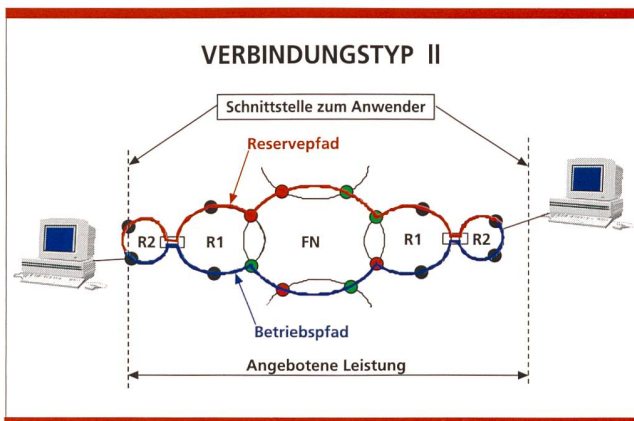 VERBINDUNGSTYP II
Schnittstelle zum Anwender
Reservepfad
R2
R1
FN
R1
R2
Betriebspfad
Angebotene Leistung